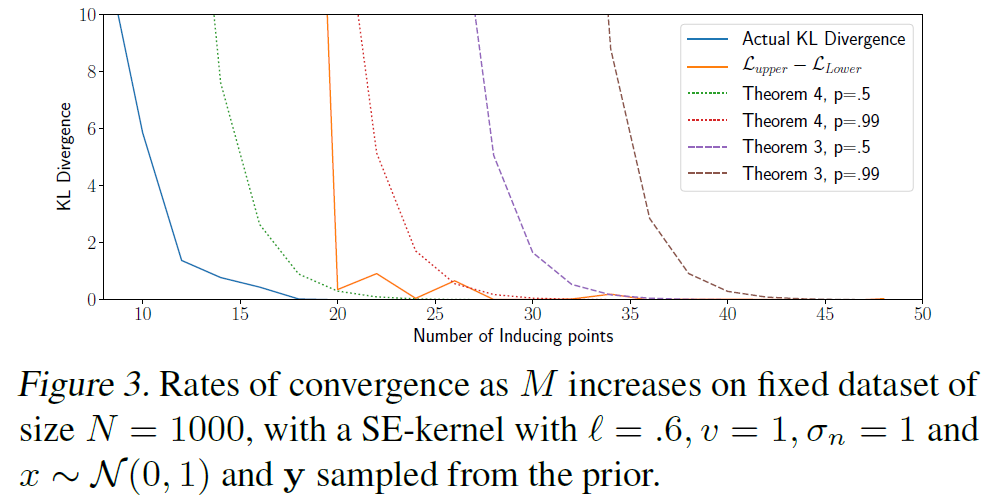 10
8
6
4
2
0
KL Divergence
Actual KL Divergence
ℒ_upper − ℒ_Lower
Theorem 4, p=.5
Theorem 4, p=.99
Theorem 3, p=.5
Theorem 3, p=.99
10 15 20 25 30 35 40 45 50
Number of Inducing points
Figure 3. Rates of convergence as M increases on fixed dataset of
size N = 1000, with a SE-kernel with ℓ = .6, v = 1, σ_n = 1 and
x ∼ 𝒩(0, 1) and y sampled from the prior.